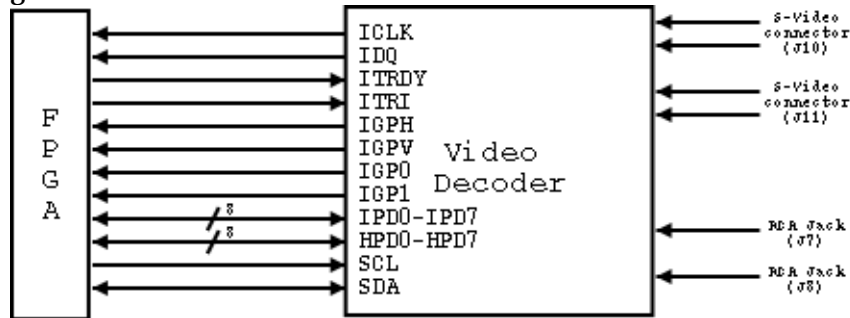 F
P
G
A
ICLK
IDQ
ITRDY
ITRI
IGPH
IGPV
IGP0
IGP1
8
IPD0-IPD7
8
HPD0-HPD7
SCL
SDA
Video
Decoder
S-Video
connector
(J10)
S-Video
connector
(J11)
RCA Jack
(J7)
RCA Jack
(J8)